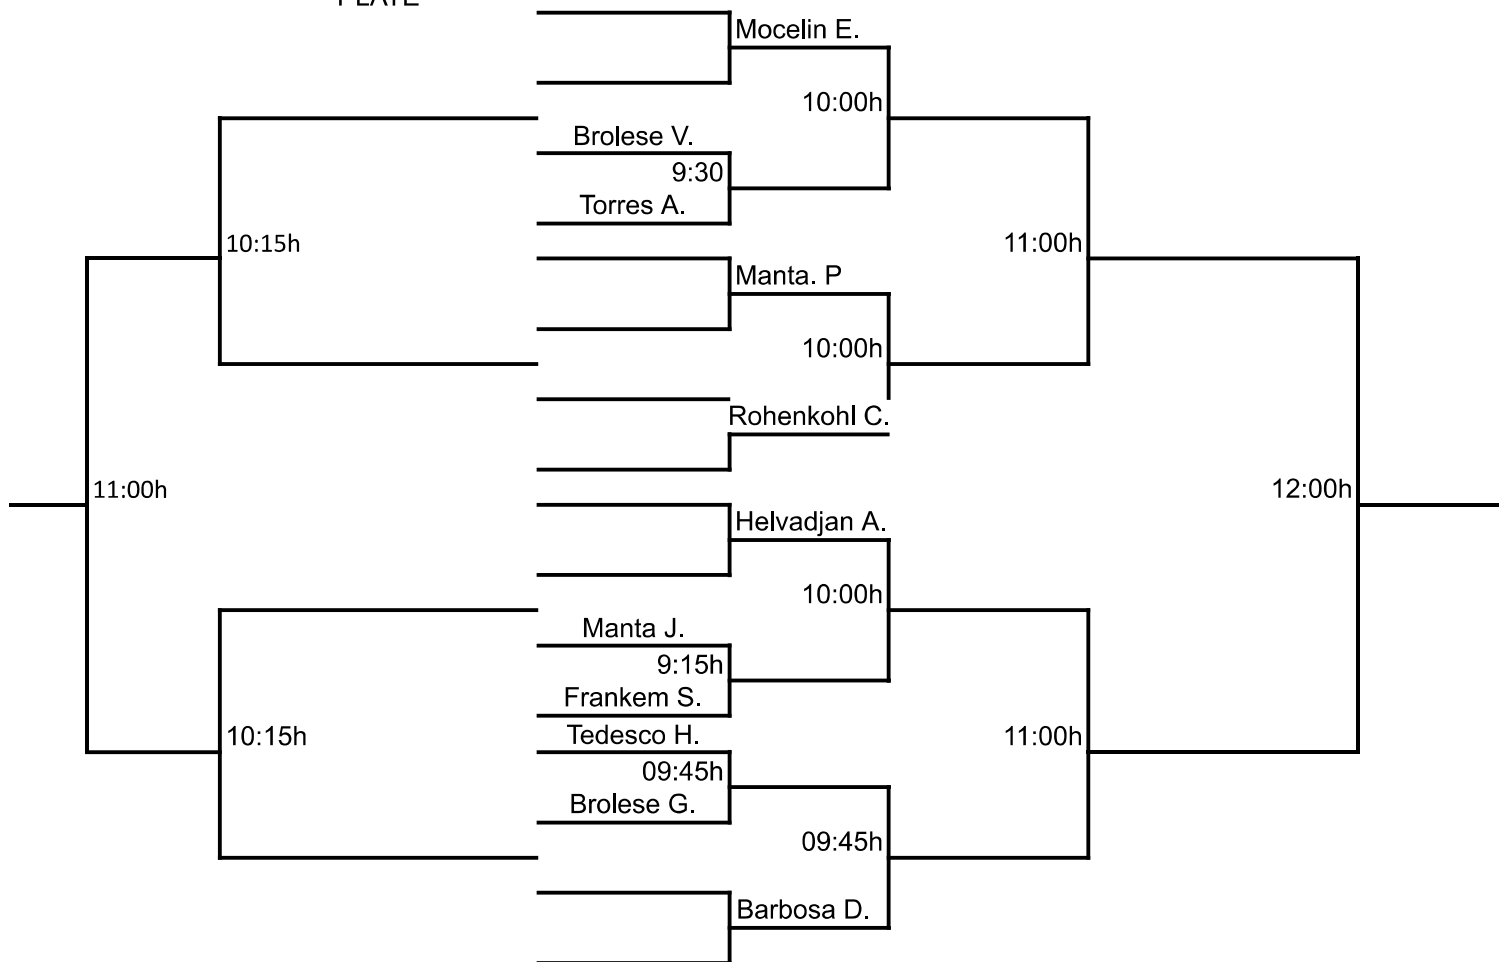 PLATE
Mocelin E.
10:00h
Brolese V.
9:30
Torres A.
10:15h
11:00h
Manta. P
10:00h
Rohenkohl C.
11:00h
12:00h
Helvadjan A.
10:00h
Manta J.
9:15h
Frankem S.
Tedesco H.
10:15h
11:00h
09:45h
Brolese G.
09:45h
Barbosa D.